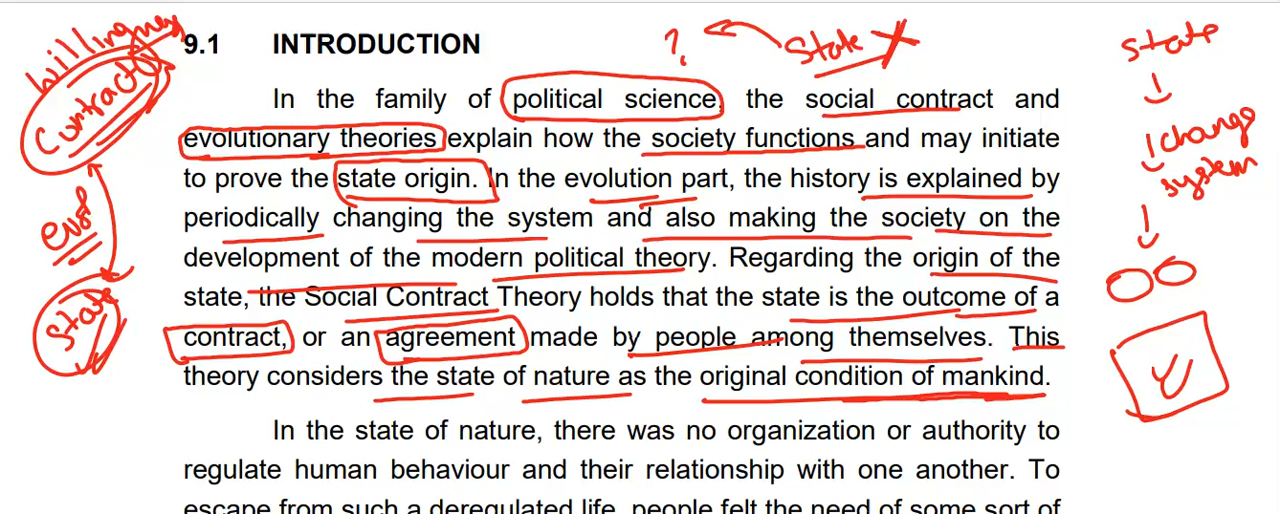 willingness
Contract
evol
State
9.1 INTRODUCTION
? State
In the family of political science, the social contract and
evolutionary theories explain how the society functions and may initiate
to prove the state origin. In the evolution part, the history is explained by
periodically changing the system and also making the society on the
development of the modern political theory. Regarding the origin of the
state, the Social Contract Theory holds that the state is the outcome of a
contract, or an agreement made by people among themselves. This
theory considers the state of nature as the original condition of mankind.
In the state of nature, there was no organization or authority to
regulate human behaviour and their relationship with one another. To
escape from such a deregulated life, people felt the need of some sort of
State
change
system